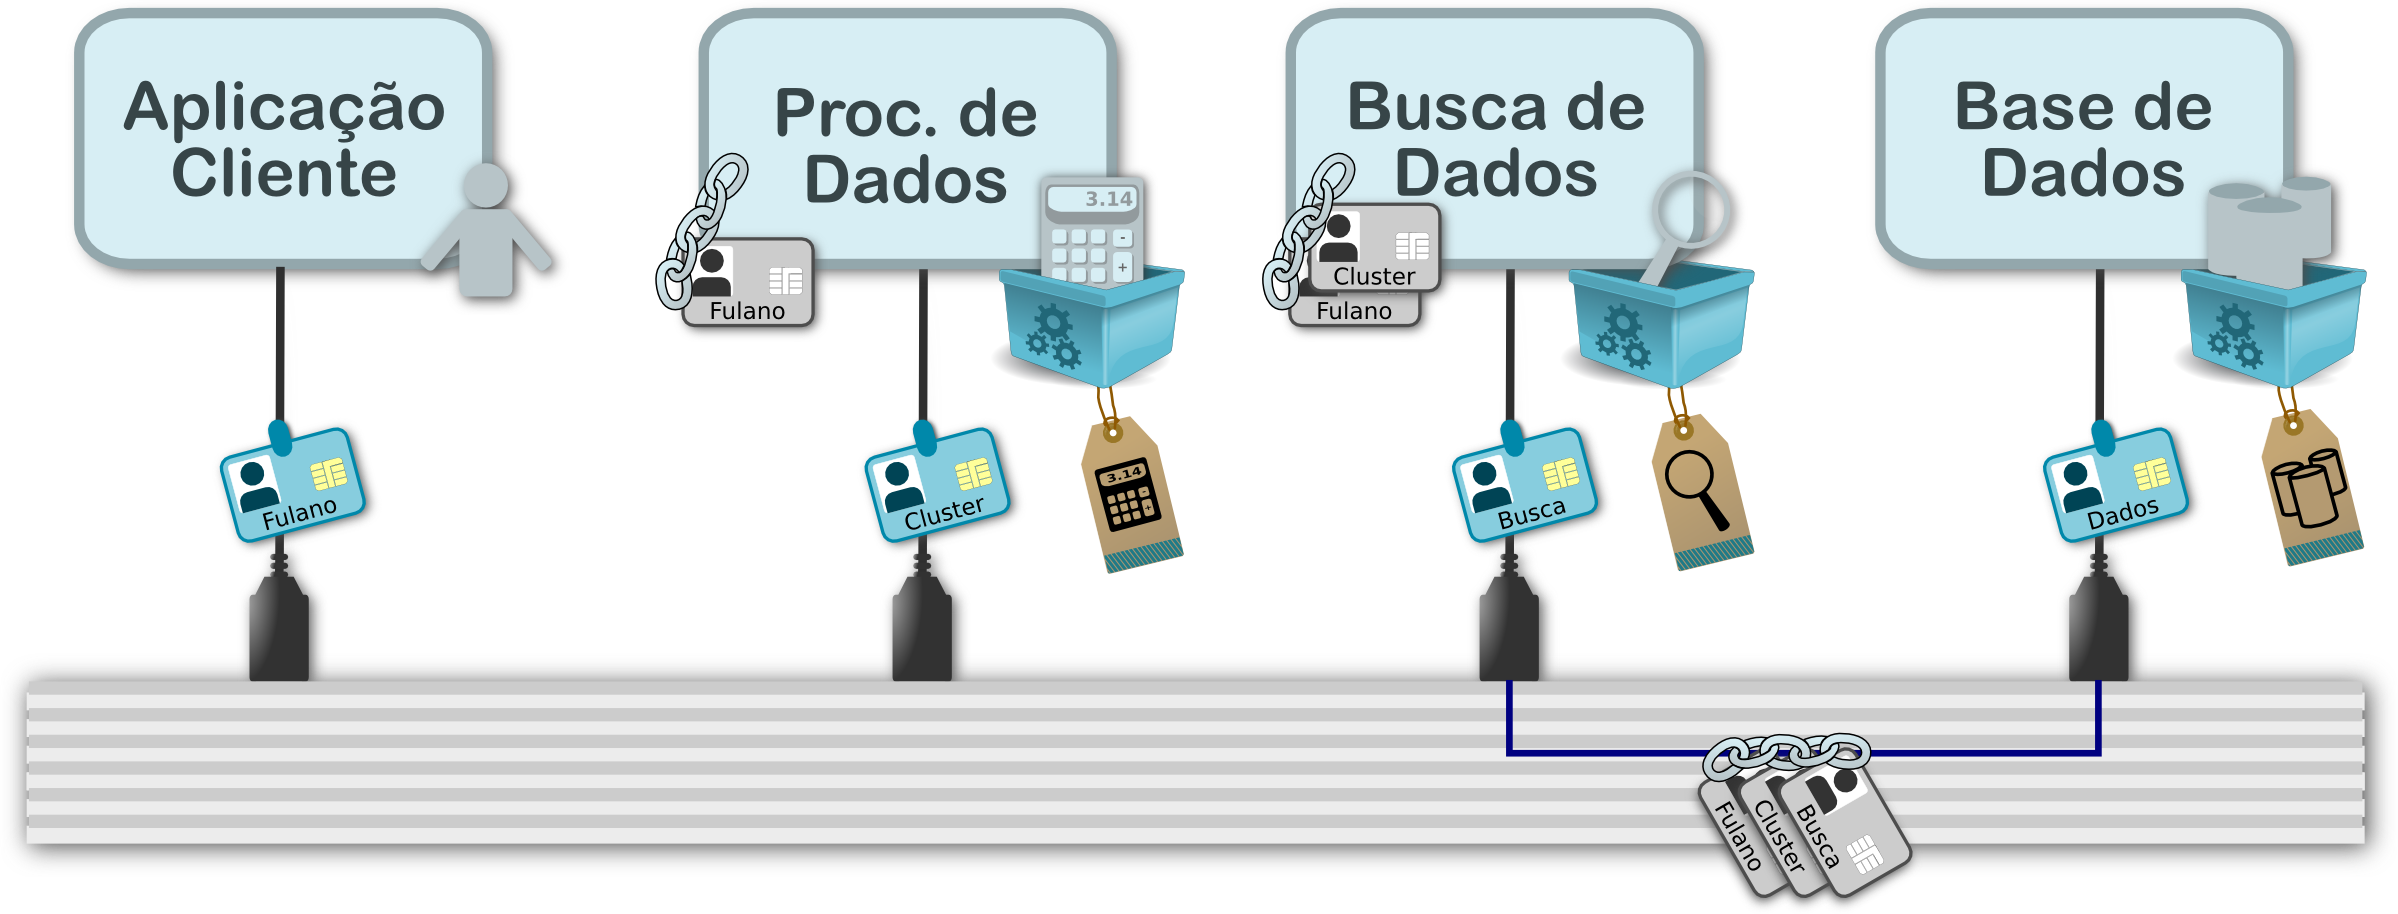 Aplicação
Cliente
Proc. de
Dados
3.14
-
+
Fulano
Busca de
Dados
Cluster
Fulano
Base de
Dados
Fulano
Cluster
3.14
-
+
Busca
Dados
Fulano
Cluster
Busca